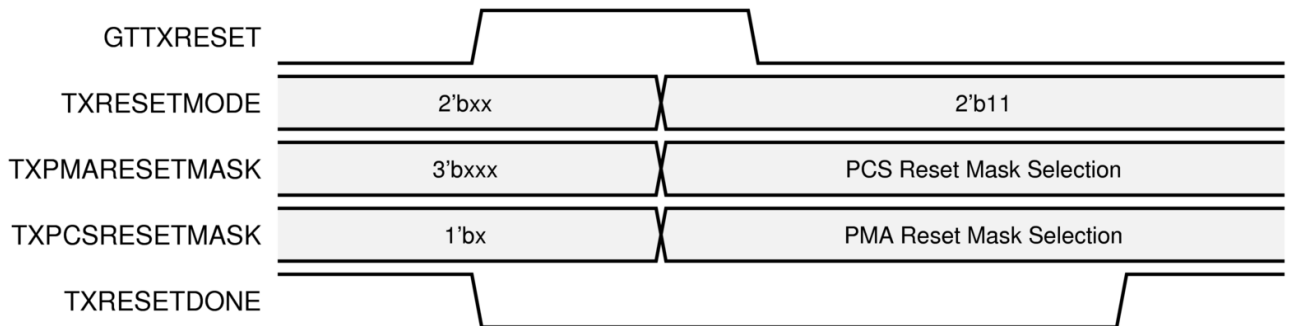 GTTXRESET
TXRESETMODE 2'bxx 2'b11
TXPMARESETMASK 3'bxxx PCS Reset Mask Selection
TXPCSRESETMASK 1'bx PMA Reset Mask Selection
TXRESETDONE